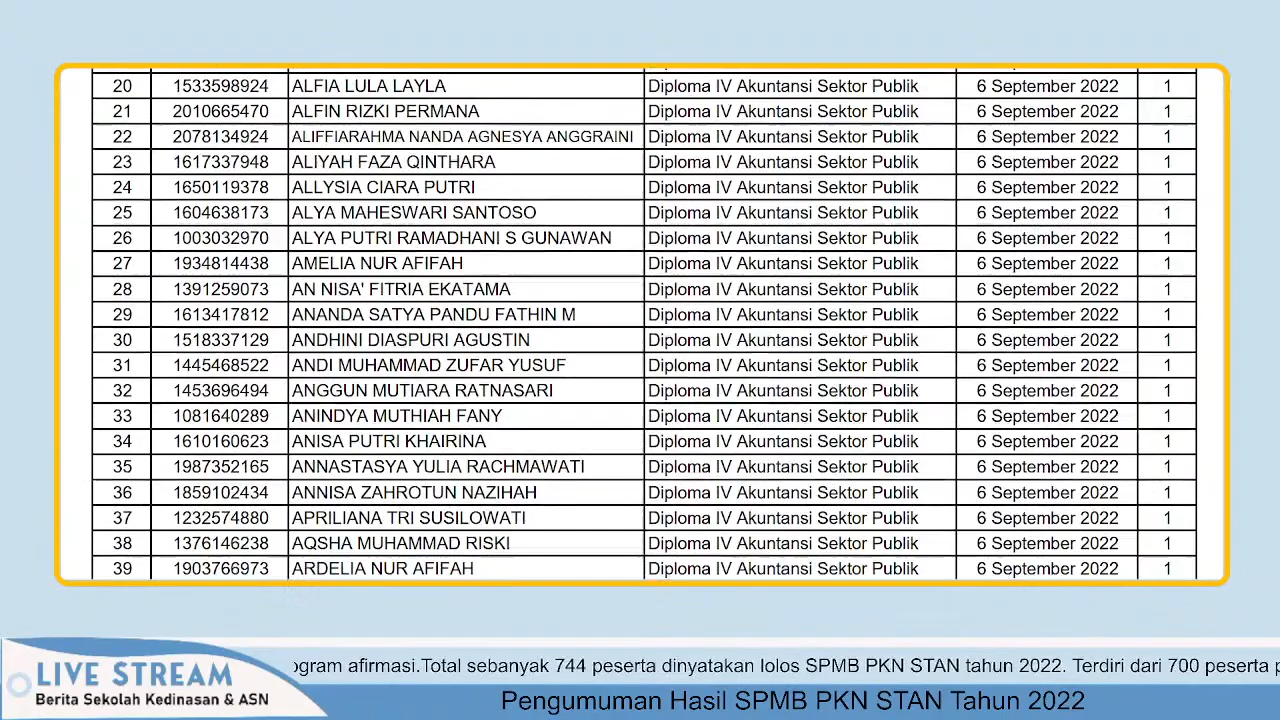 20 1533598924 ALFIA LULA LAYLA Diploma IV Akuntansi Sektor Publik 6 September 2022 1
21 2010665470 ALFIN RIZKI PERMANA Diploma IV Akuntansi Sektor Publik 6 September 2022 1
22 2078134924 ALIFFIARAHMA NANDA AGNESYA ANGGRAINI Diploma IV Akuntansi Sektor Publik 6 September 2022 1
23 1617337948 ALIYAH FAZA QINTHARA Diploma IV Akuntansi Sektor Publik 6 September 2022 1
24 1650119378 ALLYSIA CIARA PUTRI Diploma IV Akuntansi Sektor Publik 6 September 2022 1
25 1604638173 ALYA MAHESWARI SANTOSO Diploma IV Akuntansi Sektor Publik 6 September 2022 1
26 1003032970 ALYA PUTRI RAMADHANI S GUNAWAN Diploma IV Akuntansi Sektor Publik 6 September 2022 1
27 1934814438 AMELIA NUR AFIFAH Diploma IV Akuntansi Sektor Publik 6 September 2022 1
28 1391259073 AN NISA' FITRIA EKATAMA Diploma IV Akuntansi Sektor Publik 6 September 2022 1
29 1613417812 ANANDA SATYA PANDU FATHIN M Diploma IV Akuntansi Sektor Publik 6 September 2022 1
30 1518337129 ANDHINI DIASPURI AGUSTIN Diploma IV Akuntansi Sektor Publik 6 September 2022 1
31 1445468522 ANDI MUHAMMAD ZUFAR YUSUF Diploma IV Akuntansi Sektor Publik 6 September 2022 1
32 1453696494 ANGGUN MUTIARA RATNASARI Diploma IV Akuntansi Sektor Publik 6 September 2022 1
33 1081640289 ANINDYA MUTHIAH FANY Diploma IV Akuntansi Sektor Publik 6 September 2022 1
34 1610160623 ANISA PUTRI KHAIRINA Diploma IV Akuntansi Sektor Publik 6 September 2022 1
35 1987352165 ANNASTASYA YULIA RACHMAWATI Diploma IV Akuntansi Sektor Publik 6 September 2022 1
36 1859102434 ANNISA ZAHROTUN NAZIHAH Diploma IV Akuntansi Sektor Publik 6 September 2022 1
37 1232574880 APRILIANA TRI SUSILOWATI Diploma IV Akuntansi Sektor Publik 6 September 2022 1
38 1376146238 AQSHA MUHAMMAD RISKI Diploma IV Akuntansi Sektor Publik 6 September 2022 1
39 1903766973 ARDELIA NUR AFIFAH Diploma IV Akuntansi Sektor Publik 6 September 2022 1
LIVE STREAM
Berita Sekolah Kedinasan & ASN
ogram afirmasi.Total sebanyak 744 peserta dinyatakan lolos SPMB PKN STAN tahun 2022. Terdiri dari 700 peserta p
Pengumuman Hasil SPMB PKN STAN Tahun 2022